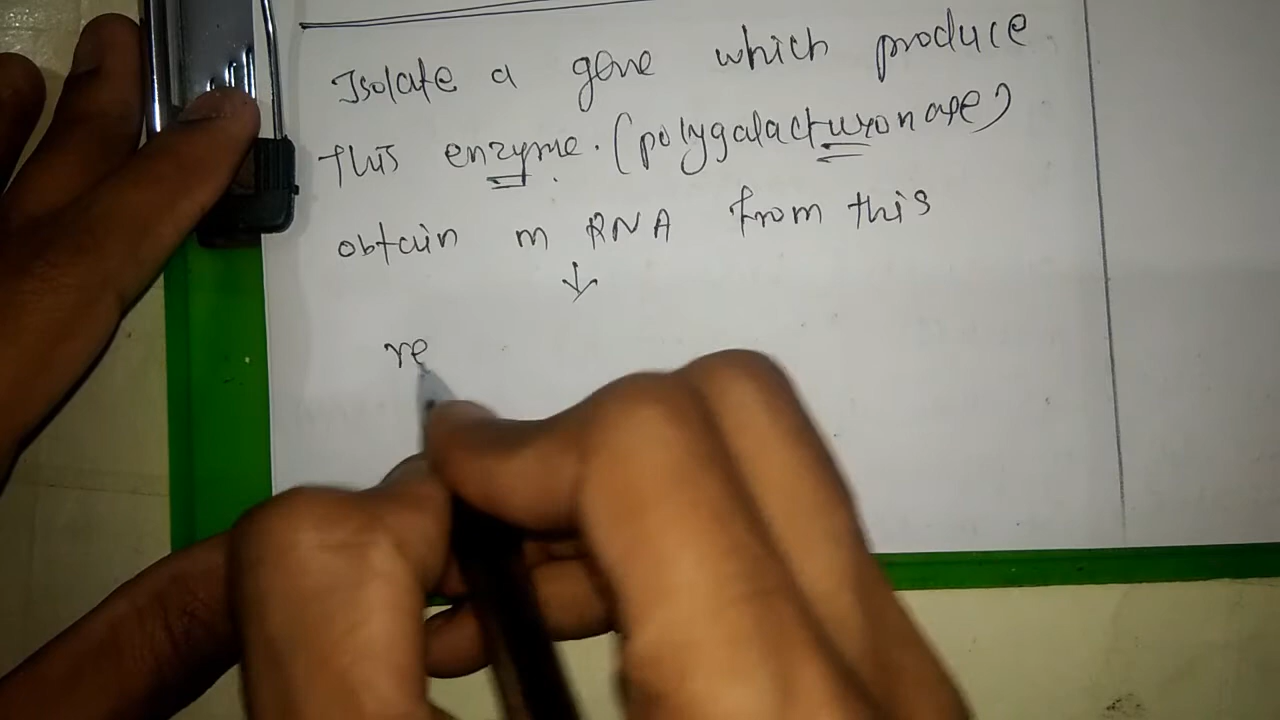 Isolate a gene which produce
this enzyme. (polygalacturonase)
obtain m RNA from this
↓
re